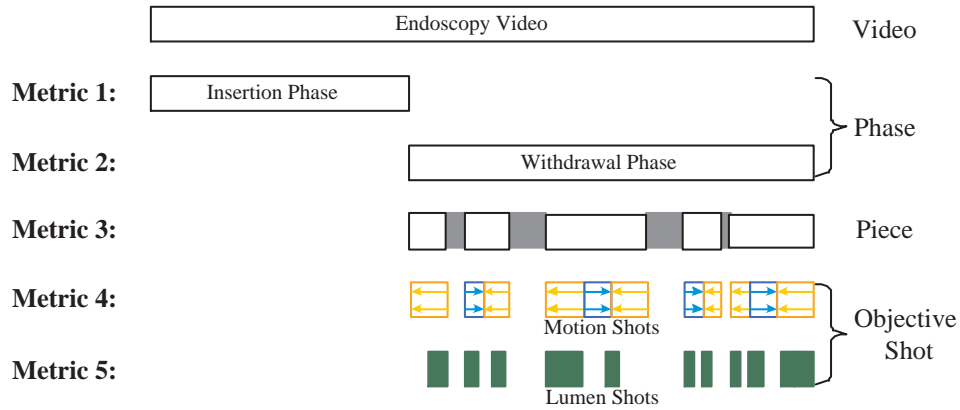 Endoscopy Video
Video
Metric 1:
Insertion Phase
Phase
Metric 2:
Withdrawal Phase
Metric 3:
Piece
Metric 4:
Motion Shots
Objective
Shot
Metric 5:
Lumen Shots